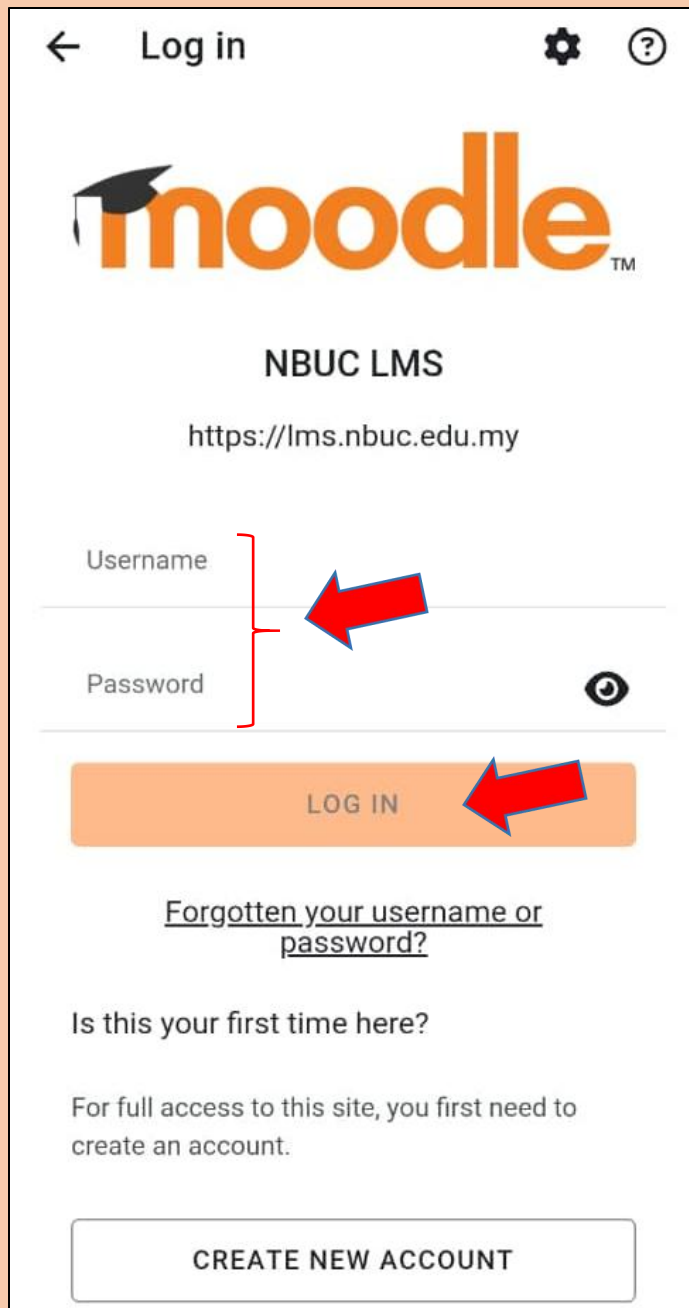 Log in
moodle TM
NBUC LMS
https://lms.nbuc.edu.my
Username
Password
LOG IN
Forgotten your username or
password?
Is this your first time here?
For full access to this site, you first need to
create an account.
CREATE NEW ACCOUNT